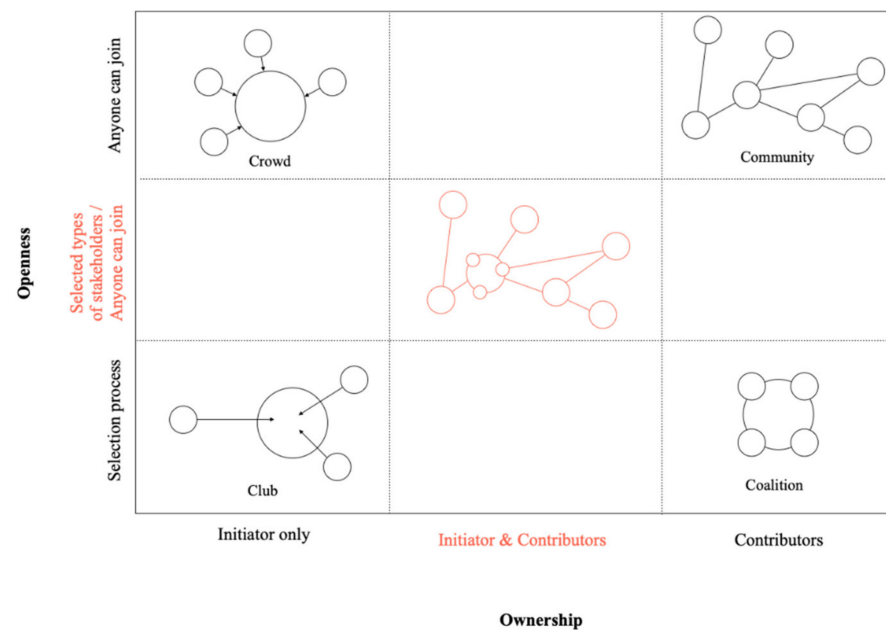 Anyone can join
Crowd
Community
Openness
Selected types
of stakeholders /
Anyone can join
Selection process
Club
Coalition
Initiator only
Initiator & Contributors
Contributors
Ownership